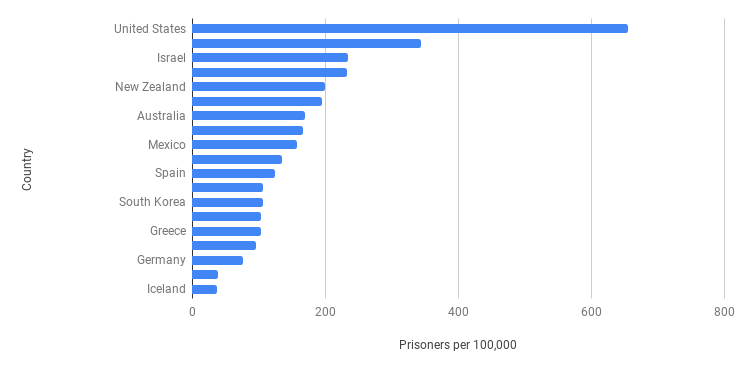 United States
Israel
New Zealand
Australia
Mexico
Spain
South Korea
Greece
Germany
Iceland
Country
0 200 400 600 800
Prisoners per 100,000